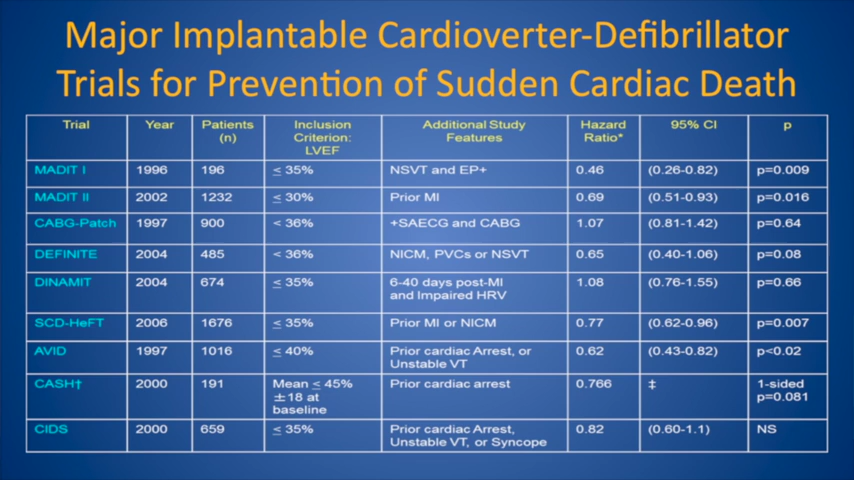 Major Implantable Cardioverter-Defibrillator
Trials for Prevention of Sudden Cardiac Death
Trial Year Patients (n) Inclusion Criterion: LVEF Additional Study Features Hazard Ratio* 95% CI p
MADIT I 1996 196 ≤ 35% NSVT and EP+ 0.46 (0.26-0.82) p=0.009
MADIT II 2002 1232 ≤ 30% Prior MI 0.69 (0.51-0.93) p=0.016
CABG-Patch 1997 900 < 36% +SAECG and CABG 1.07 (0.81-1.42) p=0.64
DEFINITE 2004 485 < 36% NICM, PVCs or NSVT 0.65 (0.40-1.06) p=0.08
DINAMIT 2004 674 ≤ 35% 6-40 days post-MI and Impaired HRV 1.08 (0.76-1.55) p=0.66
SCD-HeFT 2006 1676 ≤ 35% Prior MI or NICM 0.77 (0.62-0.96) p=0.007
AVID 1997 1016 ≤ 40% Prior cardiac Arrest, or Unstable VT 0.62 (0.43-0.82) p<0.02
CASH† 2000 191 Mean ≤ 45% ±18 at baseline Prior cardiac arrest 0.766 ‡ 1-sided p=0.081
CIDS 2000 659 ≤ 35% Prior cardiac Arrest, Unstable VT, or Syncope 0.82 (0.60-1.1) NS